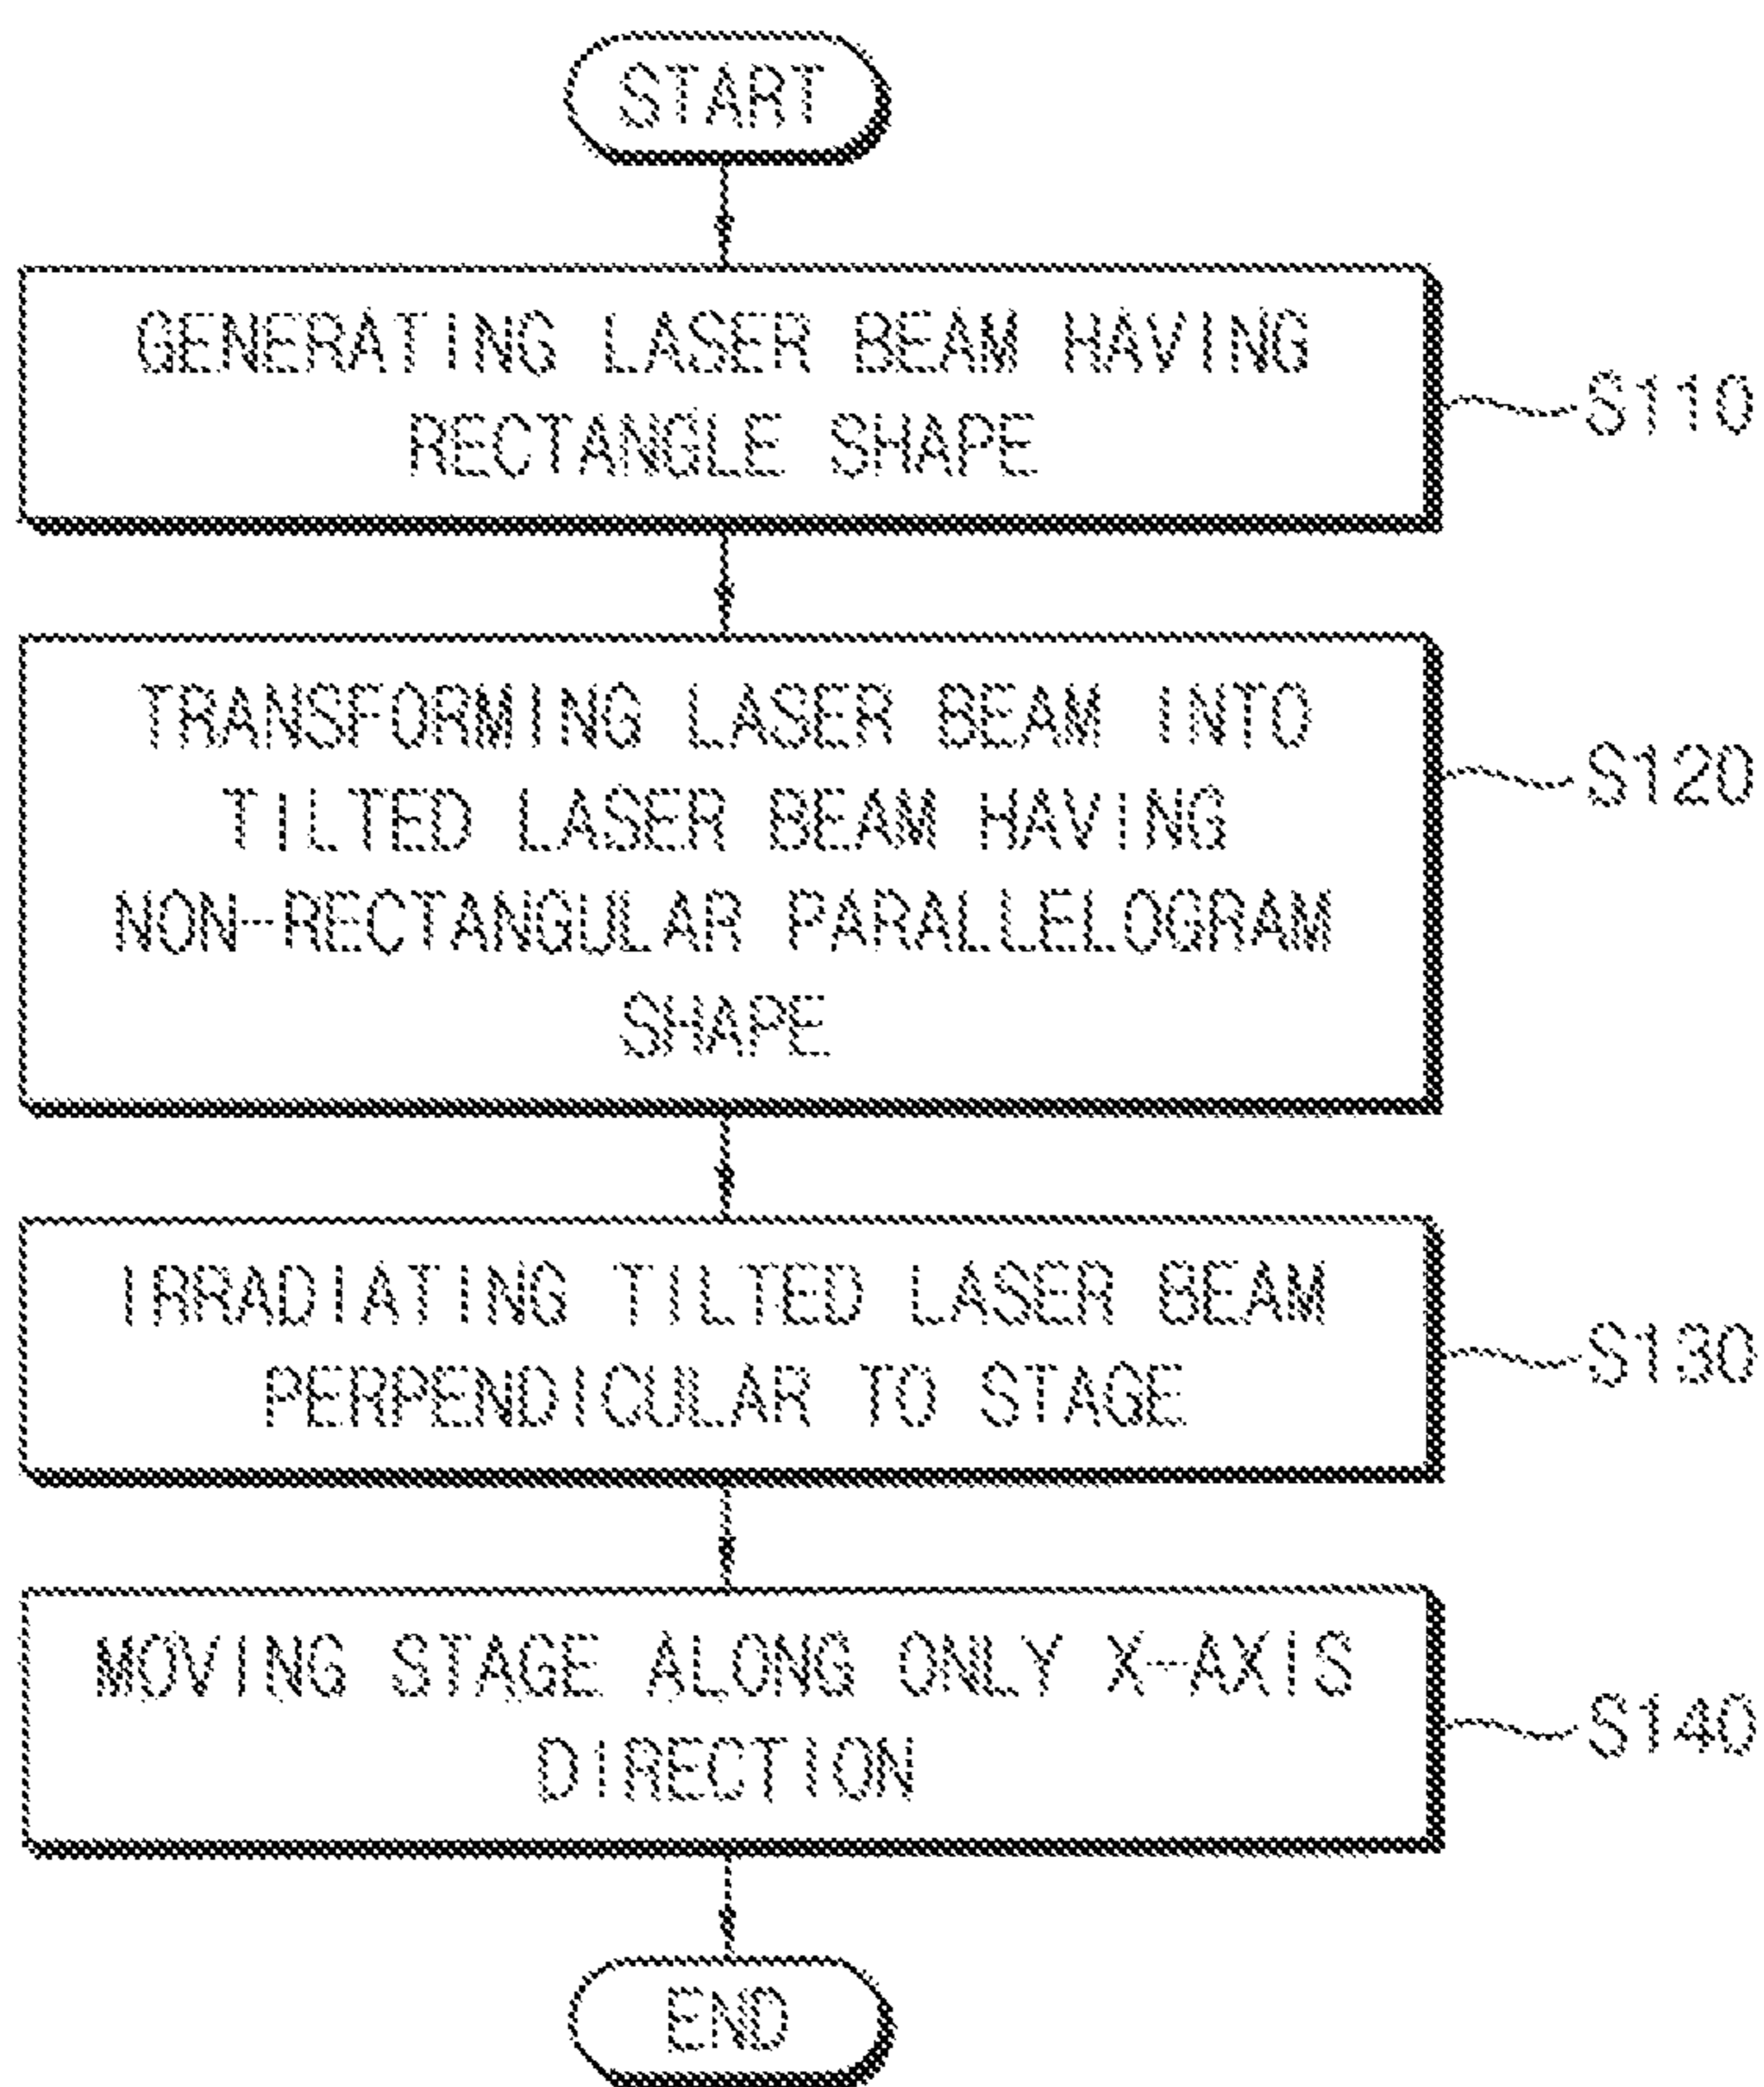 START
GENERATING LASER BEAM HAVING
RECTANGLE SHAPE
S110
TRANSFORMING LASER BEAM INTO
TILTED LASER BEAM HAVING
NON-RECTANGULAR PARALLELOGRAM
SHAPE
S120
IRRADIATING TILTED LASER BEAM
PERPENDICULAR TO STAGE
S130
MOVING STAGE ALONG ONLY X-AXIS
DIRECTION
S140
END